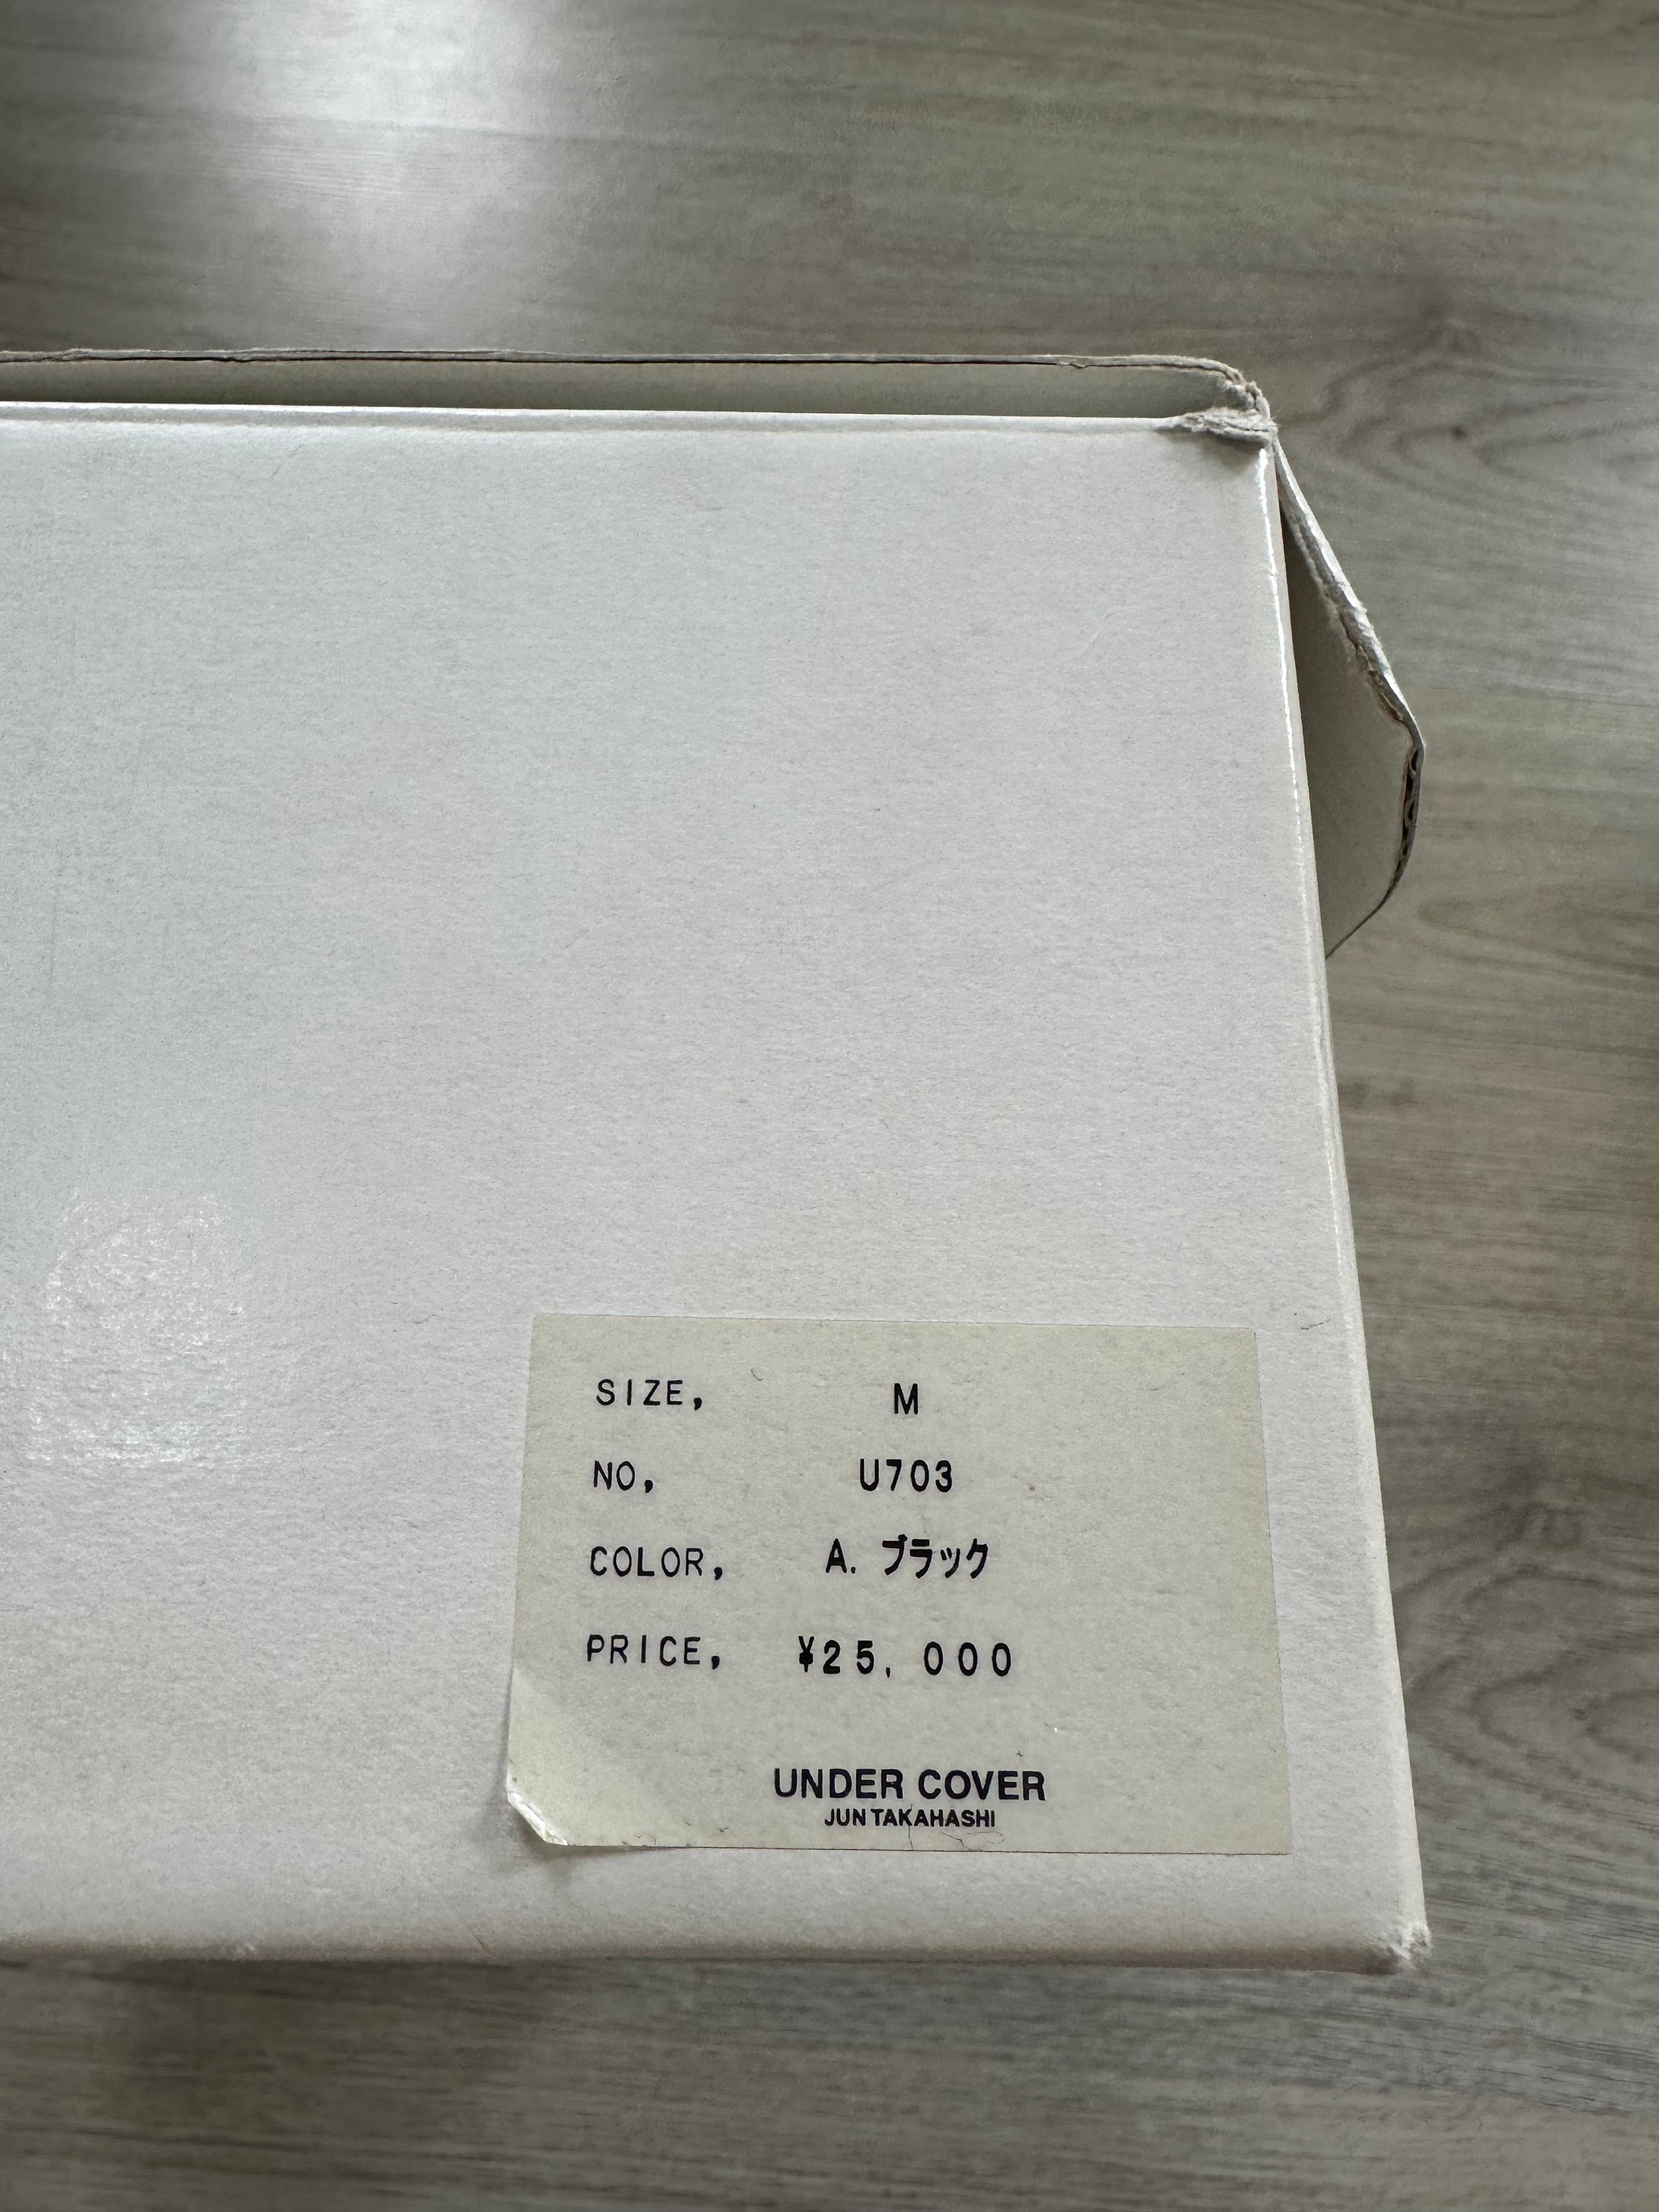 SIZE, M
NO, U703
COLOR, A. ブラック
PRICE, ¥25,000
UNDER COVER
JUN TAKAHASHI